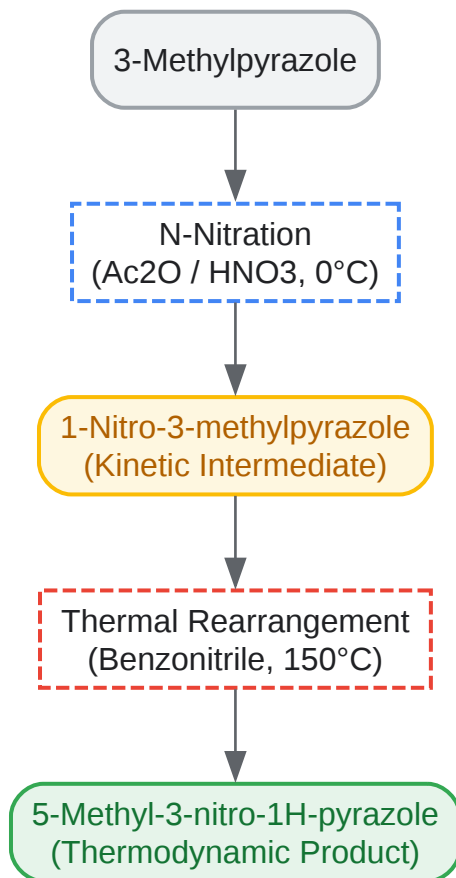 3-Methylpyrazole
N-Nitration
(Ac2O / HNO3, 0°C)
1-Nitro-3-methylpyrazole
(Kinetic Intermediate)
Thermal Rearrangement
(Benzonitrile, 150°C)
5-Methyl-3-nitro-1H-pyrazole
(Thermodynamic Product)